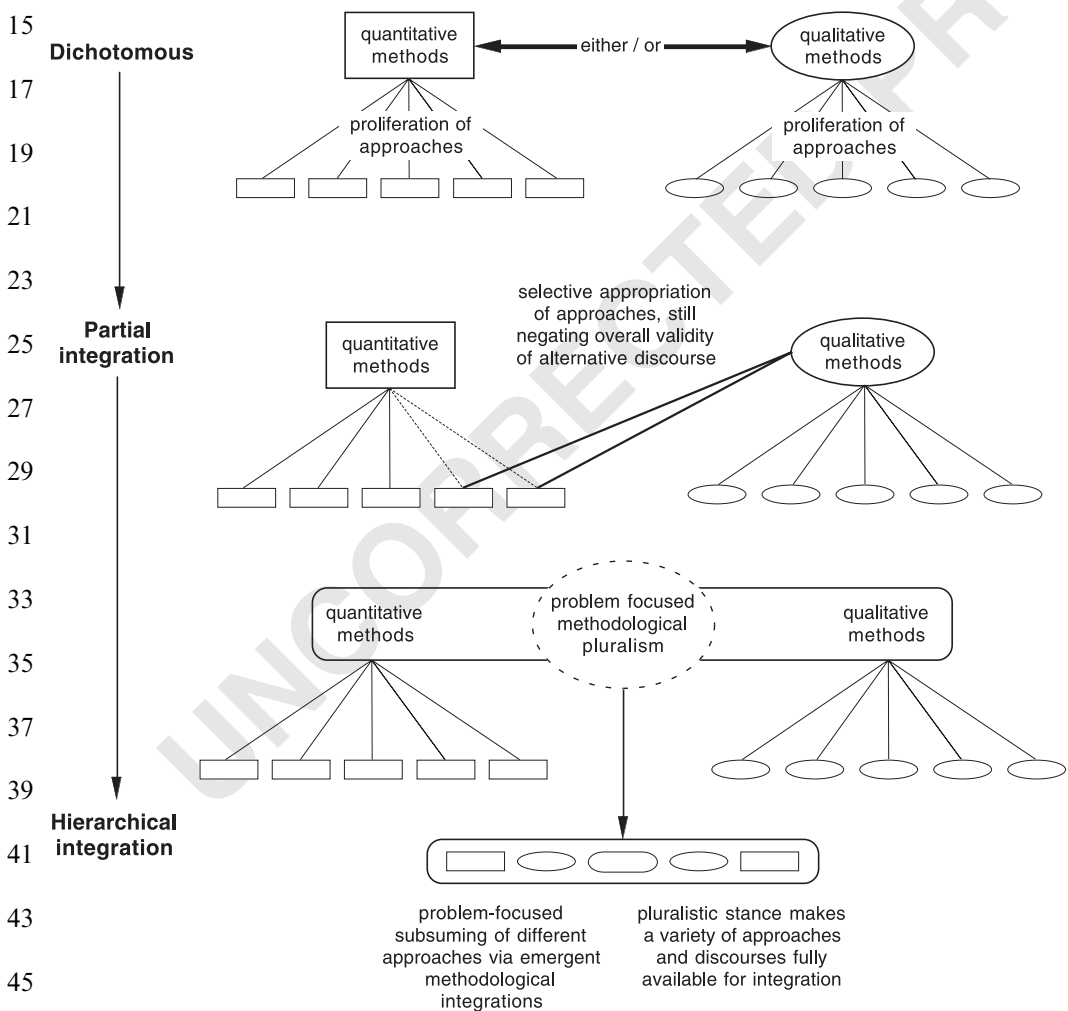 15
Dichotomous
quantitative
methods
either / or
qualitative
methods
17
proliferation of
approaches
proliferation of
approaches
19
21
23
selective appropriation
of approaches, still
negating overall validity
of alternative discourse
Partial
integration
25
quantitative
methods
qualitative
methods
27
29
31
33
quantitative
methods
problem focused
methodological
pluralism
qualitative
methods
35
37
39
Hierarchical
integration
41
43
problem-focused
subsuming of different
approaches via emergent
methodological
integrations
pluralistic stance makes
a variety of approaches
and discourses fully
available for integration
45
UNCORRECTED PR